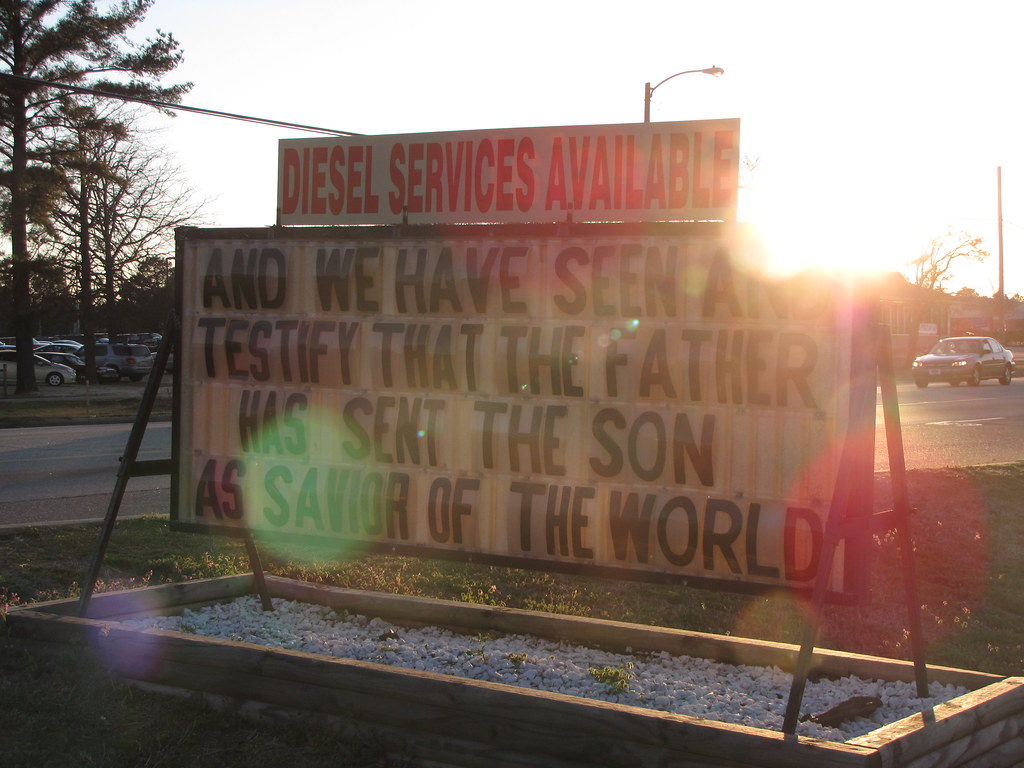 DIESEL SERVICES AVAILABLE
AND WE HAVE SEEN AND
TESTIFY THAT THE FATHER
HAS SENT THE SON
AS SAVIOR OF THE WORLD